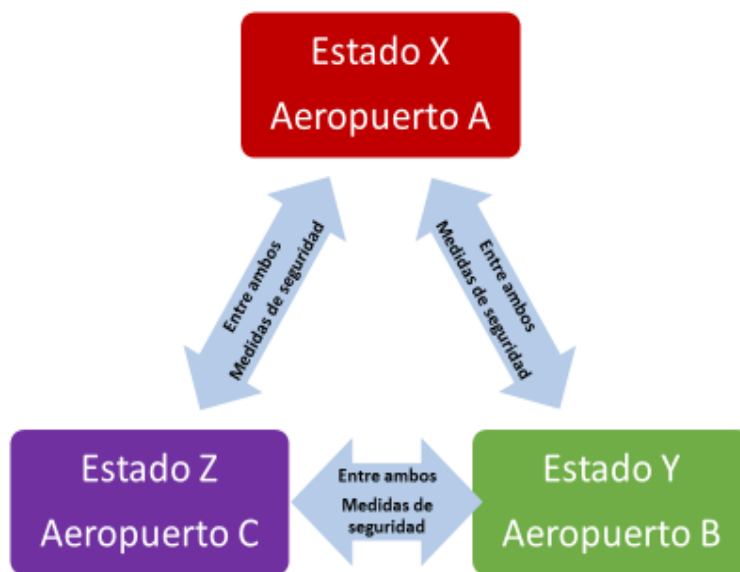 Estado X
Aeropuerto A
Entre ambos
Medidas de seguridad
Entre ambos
Medidas de seguridad
Estado Z
Aeropuerto C
Entre ambos
Medidas de
seguridad
Estado Y
Aeropuerto B